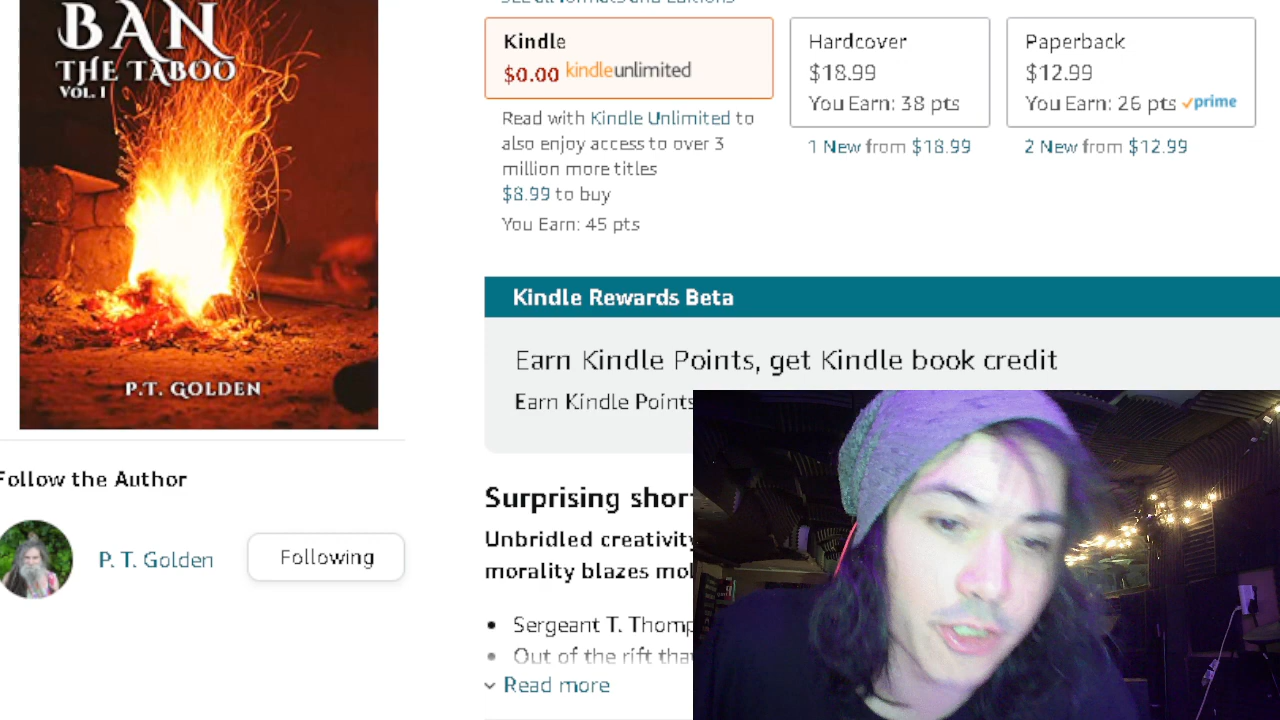 BAN
THE TABOO
VOL. I
P.T. GOLDEN
Follow the Author
P. T. Golden
Following
Kindle
$0.00 kindleunlimited
Read with Kindle Unlimited to
also enjoy access to over 3
million more titles
$8.99 to buy
You Earn: 45 pts
Hardcover
$18.99
You Earn: 38 pts
1 New from $18.99
Paperback
$12.99
You Earn: 26 pts prime
2 New from $12.99
Kindle Rewards Beta
Earn Kindle Points, get Kindle book credit
Earn Kindle Points
Surprising shor
Unbridled creativity
morality blazes mol
Sergeant T. Thomp
Out of the rift tha
Read more